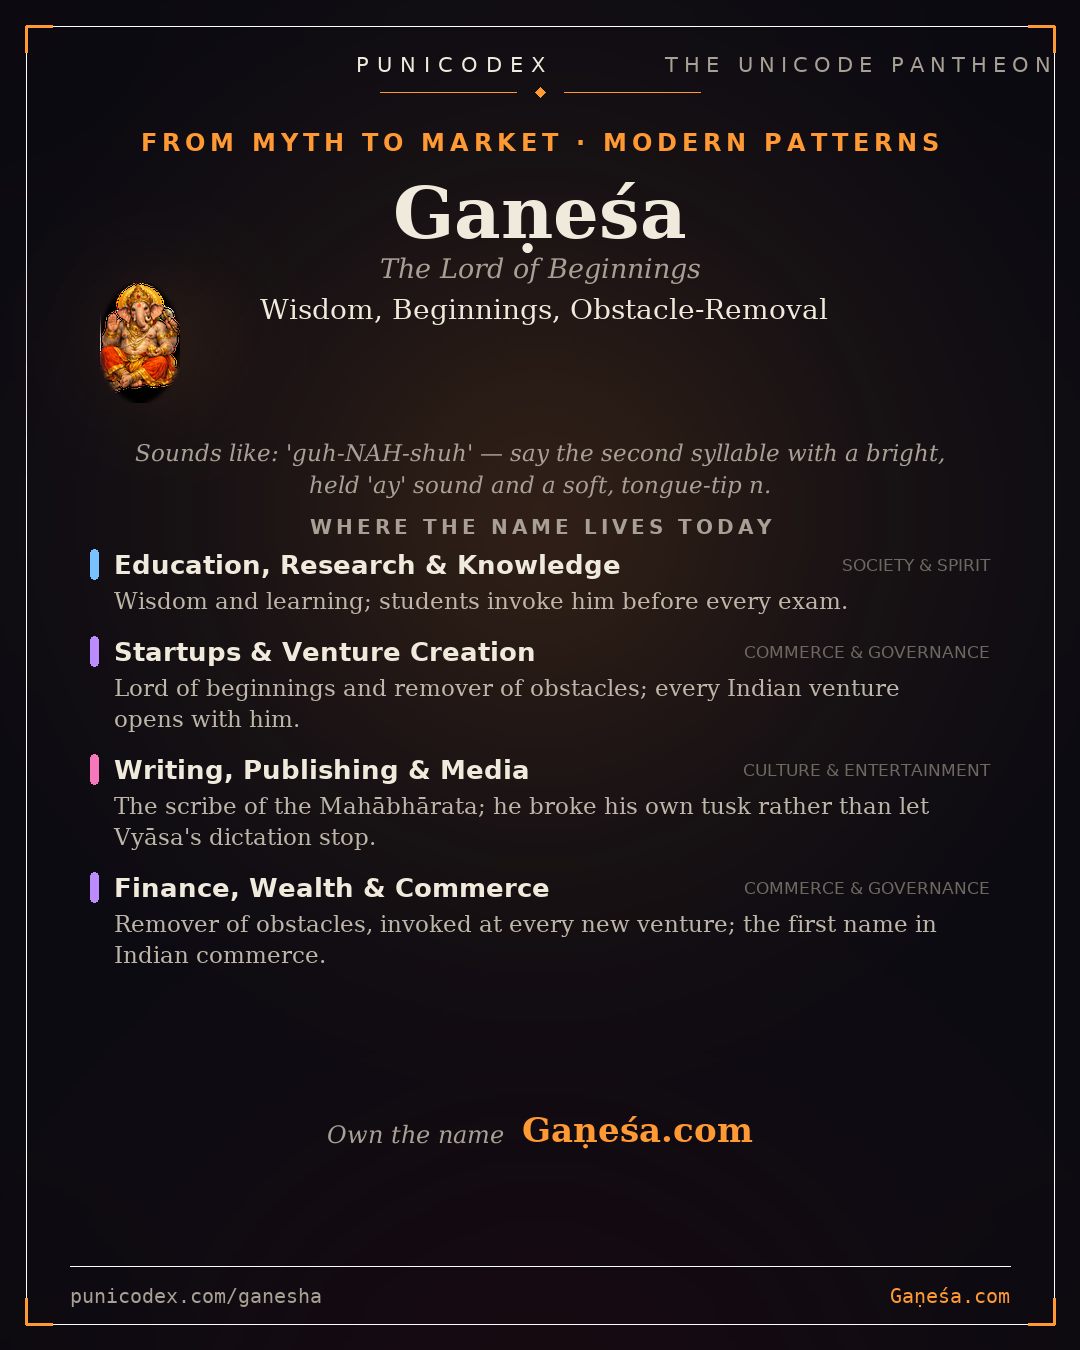 PUNICODEX THE UNICODE PANTHEON
FROM MYTH TO MARKET · MODERN PATTERNS
Gaṇeśa
The Lord of Beginnings
Wisdom, Beginnings, Obstacle-Removal
Sounds like: 'guh-NAH-shuh' — say the second syllable with a bright,
held 'ay' sound and a soft, tongue-tip n.
WHERE THE NAME LIVES TODAY
Education, Research & Knowledge SOCIETY & SPIRIT
Wisdom and learning; students invoke him before every exam.
Startups & Venture Creation COMMERCE & GOVERNANCE
Lord of beginnings and remover of obstacles; every Indian venture
opens with him.
Writing, Publishing & Media CULTURE & ENTERTAINMENT
The scribe of the Mahābhārata; he broke his own tusk rather than let
Vyāsa's dictation stop.
Finance, Wealth & Commerce COMMERCE & GOVERNANCE
Remover of obstacles, invoked at every new venture; the first name in
Indian commerce.
Own the name Gaṇeśa.com
punicodex.com/ganesha Gaṇeśa.com